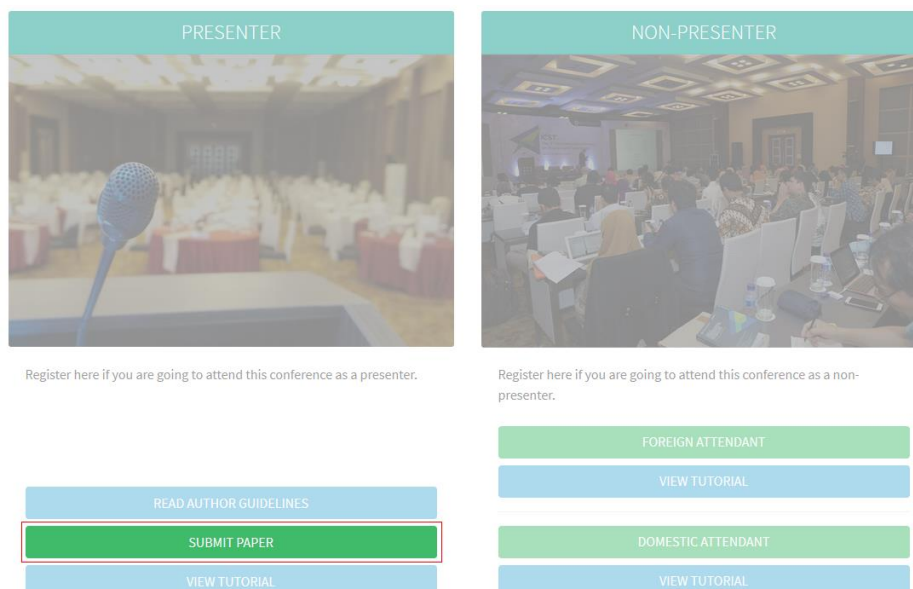 PRESENTER
Register here if you are going to attend this conference as a presenter.
READ AUTHOR GUIDELINES
SUBMIT PAPER
VIEW TUTORIAL
NON-PRESENTER
Register here if you are going to attend this conference as a non-
presenter.
FOREIGN ATTENDANT
VIEW TUTORIAL
DOMESTIC ATTENDANT
VIEW TUTORIAL